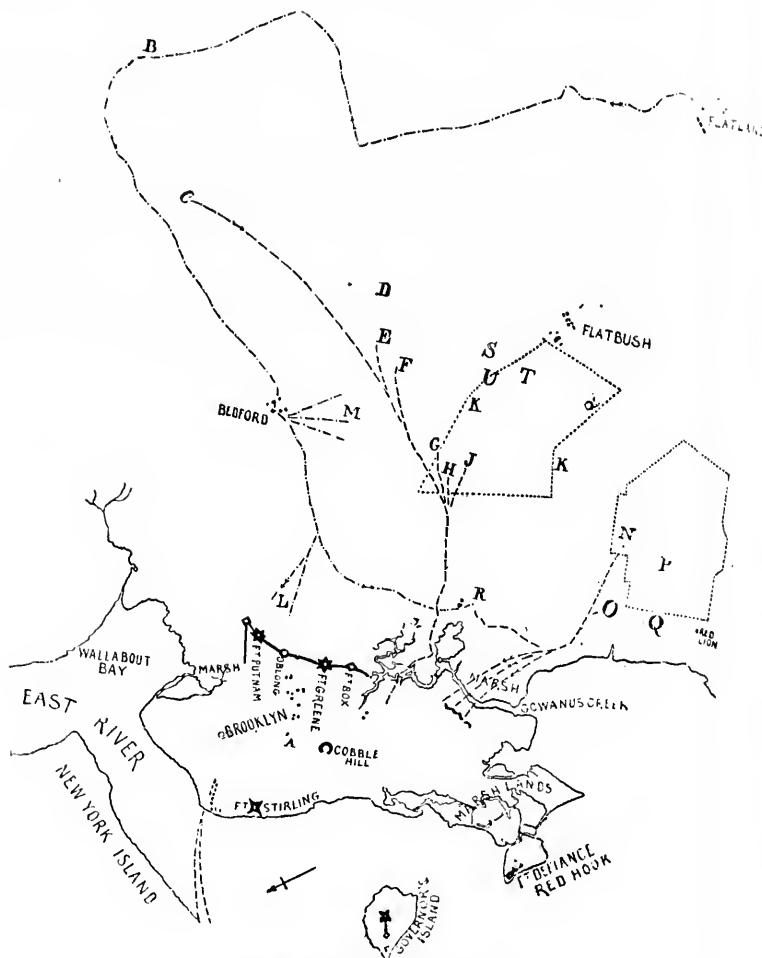 B
C
D
E
F
FLATBUSH
S
U
T
K
Q
BEDFORD
M
G
H
J
K
N
P
L
R
O
Q
RED LION
WALLABOUT BAY
MARSH
FT PUTNAM
OBLONG
FT GREENE
FT BOX
MARSH
GOWANUS CREEK
EAST RIVER
BROOKLYN
A
COBBLE HILL
NEW YORK ISLAND
FT STIRLING
MARSH LANDS
FT DEFIANCE
RED HOOK
GOVERNOR'S ISLAND